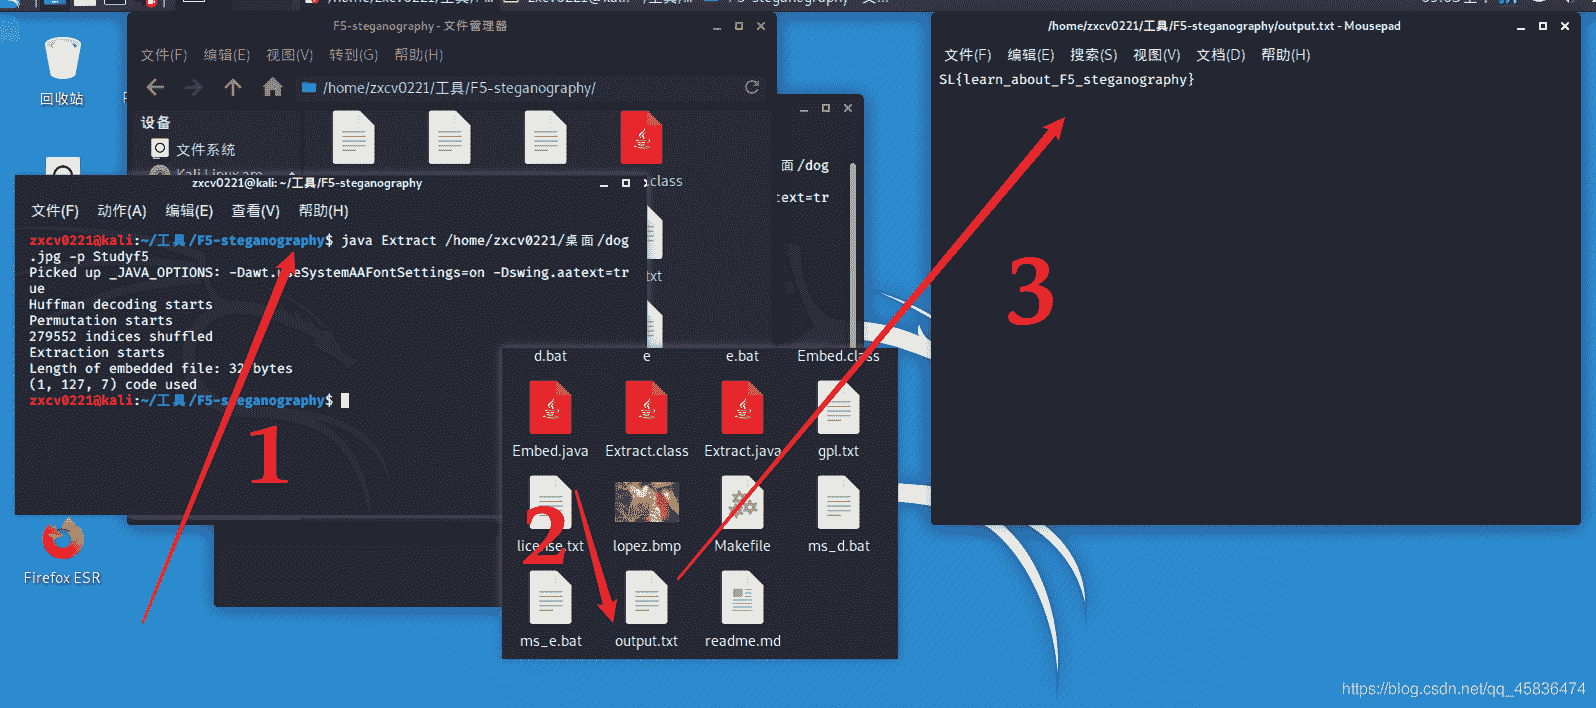 F5-steganography - 文件管理器
文件(F) 编辑(E) 视图(V) 转到(G) 帮助(H)
/home/zxcv0221/工具/F5-steganography/
设备
文件系统
回收站
.class
面/dog
text=tr
zxcv0221@kali: ~/工具/F5-steganography
文件(F) 动作(A) 编辑(E) 查看(V) 帮助(H)
zxcv0221@kali:~/工具/F5-steganography$ java Extract /home/zxcv0221/桌面/dog
.jpg -p Studyf5
Picked up _JAVA_OPTIONS: -Dawt.useSystemAAFontSettings=on -Dswing.aatext=tr
ue
Huffman decoding starts
Permutation starts
279552 indices shuffled
Extraction starts
Length of embedded file: 32 bytes
(1, 127, 7) code used
zxcv0221@kali:~/工具/F5-steganography$
1
d.bat e e.bat Embed.class
Embed.java Extract.class Extract.java gpl.txt
license.txt lopez.bmp Makefile ms_d.bat
ms_e.bat output.txt readme.md
2
/home/zxcv0221/工具/F5-steganography/output.txt - Mousepad
文件(F) 编辑(E) 搜索(S) 视图(V) 文档(D) 帮助(H)
SL{learn_about_F5_steganography}
3
Firefox ESR
https://blog.csdn.net/qq_45836474